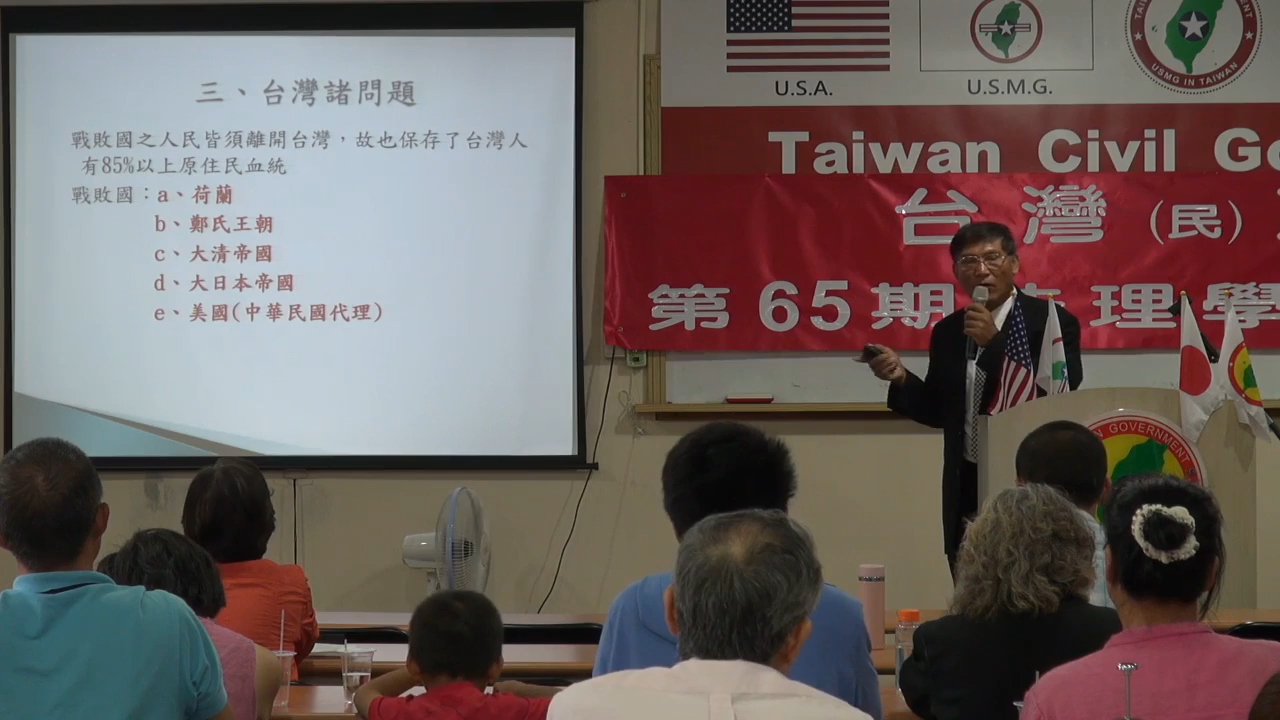 三、台灣諸問題
戰敗國之人民皆須離開台灣，故也保存了台灣人
有85%以上原住民血統
戰敗國：a、荷蘭
b、鄭氏王朝
c、大清帝國
d、大日本帝國
e、美國(中華民國代理)
U.S.A.
U.S.M.G.
USMG IN TAIWAN
Taiwan Civil Go
台灣(民)
第65期 理學
GOVERNMENT